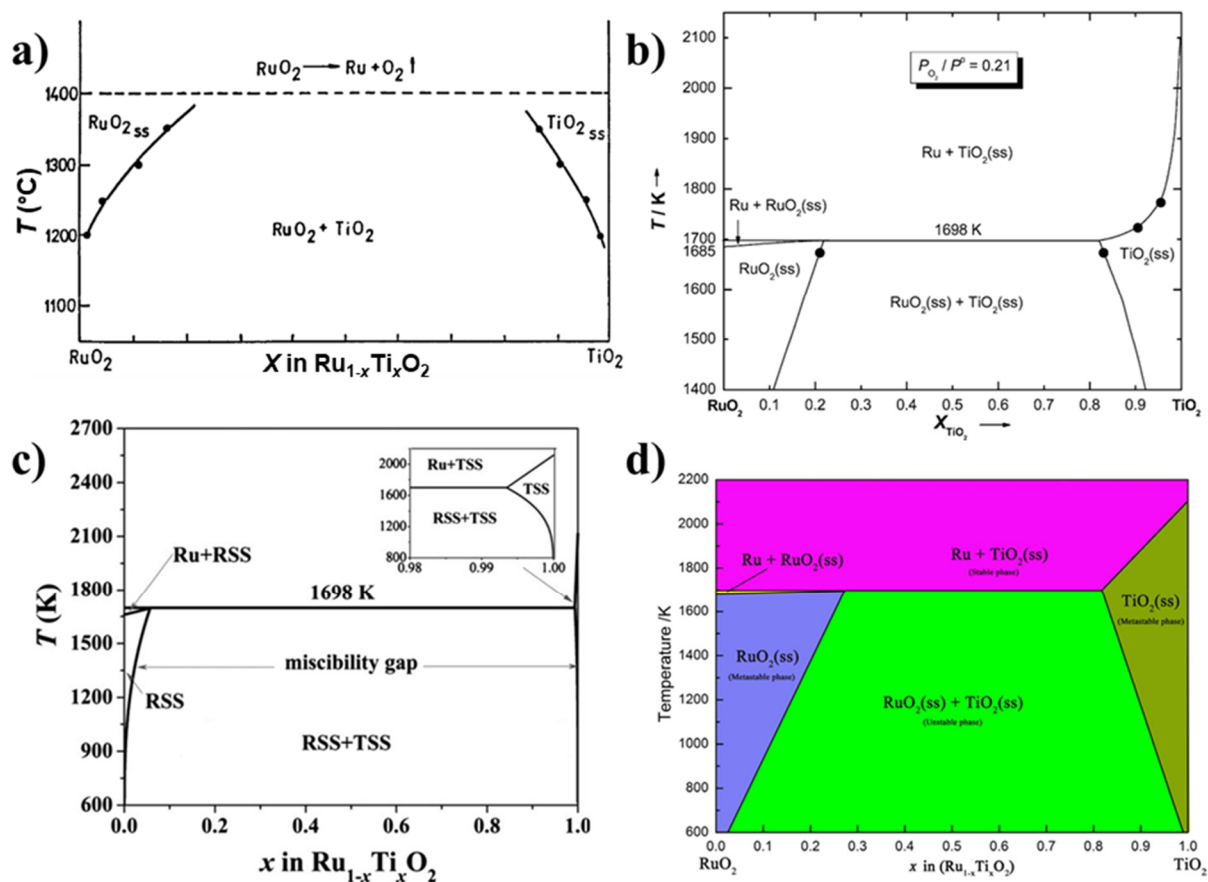 a)
RuO₂ ⟶ Ru + O₂ ↑
1400
RuO₂ss
TiO₂ss
1300
T (°C)
RuO₂ + TiO₂
1200
1100
RuO₂
TiO₂
X in Ru₁₋ₓTiₓO₂
b)
2100
P_O₂ / P⁰ = 0.21
2000
1900
Ru + TiO₂(ss)
T / K →
1800
Ru + RuO₂(ss)
1698 K
1700
1685
RuO₂(ss)
TiO₂(ss)
1600
RuO₂(ss) + TiO₂(ss)
1500
1400
RuO₂ 0.1 0.2 0.3 0.4 0.5 0.6 0.7 0.8 0.9 TiO₂
X_TiO₂ →
c)
2700
2400
2100
1800
1500
1200
900
600
T (K)
2000
1600
1200
800
Ru+TSS
TSS
RSS+TSS
0.98 0.99 1.00
Ru+RSS
1698 K
miscibility gap
RSS
RSS+TSS
0.0 0.2 0.4 0.6 0.8 1.0
x in Ru₁₋ₓTiₓO₂
d)
2200
2000
1800
1600
1400
1200
1000
800
600
Temperature /K
Ru + RuO₂(ss)
Ru + TiO₂(ss)
(Stable phase)
TiO₂(ss)
(Metastable phase)
RuO₂(ss)
(Metastable phase)
RuO₂(ss) + TiO₂(ss)
(Unstable phase)
0.0 0.1 0.2 0.3 0.4 0.5 0.6 0.7 0.8 0.9 1.0
RuO₂
x in (Ru₁₋ₓTiₓO₂)
TiO₂